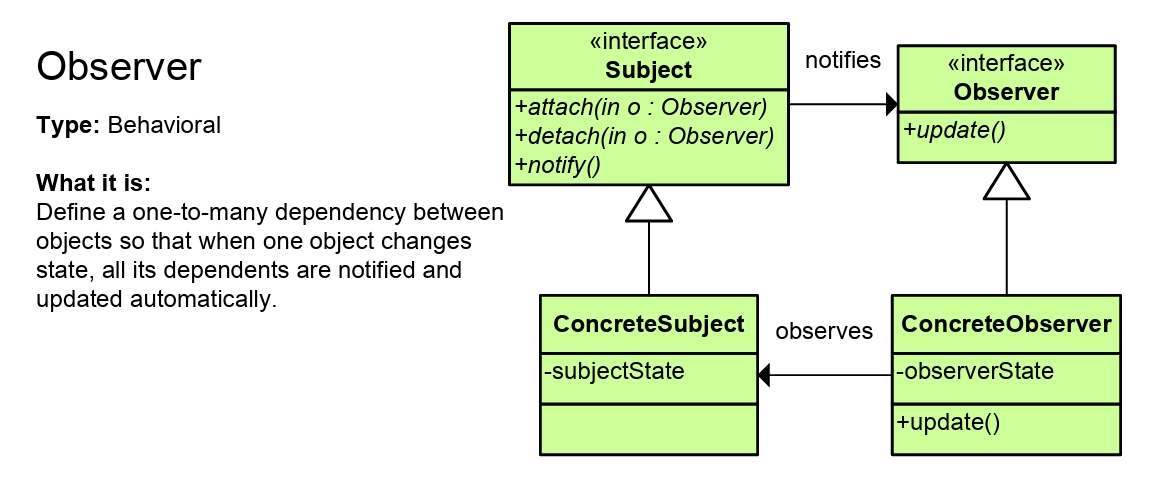 Observer
Type: Behavioral
What it is:
Define a one-to-many dependency between
objects so that when one object changes
state, all its dependents are notified and
updated automatically.
«interface»
Subject
+attach(in o : Observer)
+detach(in o : Observer)
+notify()
notifies
«interface»
Observer
+update()
ConcreteSubject
-subjectState
observes
ConcreteObserver
-observerState
+update()